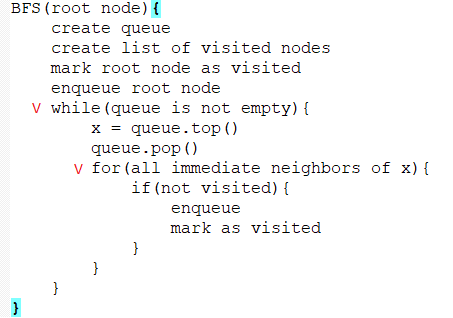 BFS(root node){
create queue
create list of visited nodes
mark root node as visited
enqueue root node
V while(queue is not empty){
x = queue.top()
queue.pop()
V for(all immediate neighbors of x){
if(not visited){
enqueue
mark as visited
}
}
}
}